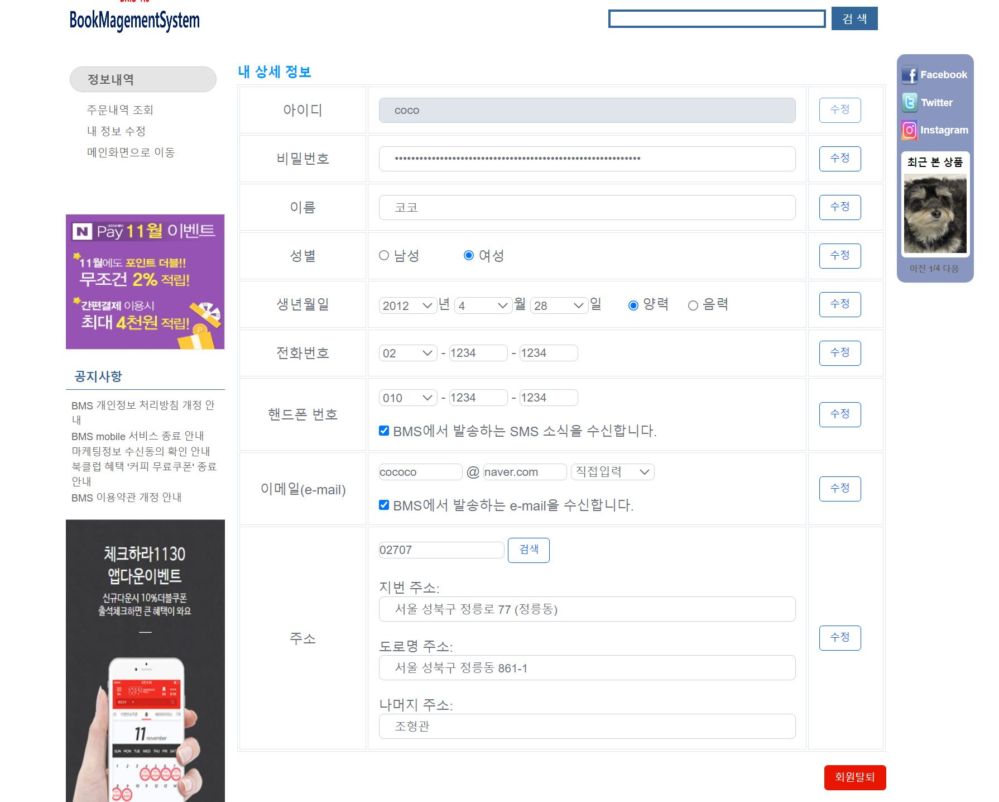 BookMagementSystem
검 색
정보내역
주문내역 조회
내 정보 수정
메인화면으로 이동
N Pay 11월 이벤트
11월에도 포인트 더블!!
무조건 2% 적립!
간편결제 이용시
최대 4천원 적립!
공지사항
BMS 개인정보 처리방침 개정 안
내
BMS mobile 서비스 종료 안내
마케팅정보 수신동의 확인 안내
북클럽 혜택 '커피 무료쿠폰' 종료
안내
BMS 이용약관 개정 안내
체크하라1130
앱다운이벤트
신규다운시 10%더블쿠폰
출석체크하면 큰 혜택이 와요
11 november
SUN MON TUE WED THU FRI SAT
내 상세 정보
아이디 coco 수정
비밀번호 수정
이름 코코 수정
성별 남성 여성 수정
생년월일 2012 년 4 월 28 일 양력 음력 수정
전화번호 02 - 1234 - 1234 수정
핸드폰 번호 010 - 1234 - 1234 수정
BMS에서 발송하는 SMS 소식을 수신합니다.
이메일(e-mail) cococo @ naver.com 직접입력 수정
BMS에서 발송하는 e-mail을 수신합니다.
주소 02707 검색 수정
지번 주소:
서울 성북구 정릉로 77 (정릉동)
도로명 주소:
서울 성북구 정릉동 861-1
나머지 주소:
조형관
회원탈퇴
Facebook
Twitter
Instagram
최근 본 상품
이전 1/4 다음